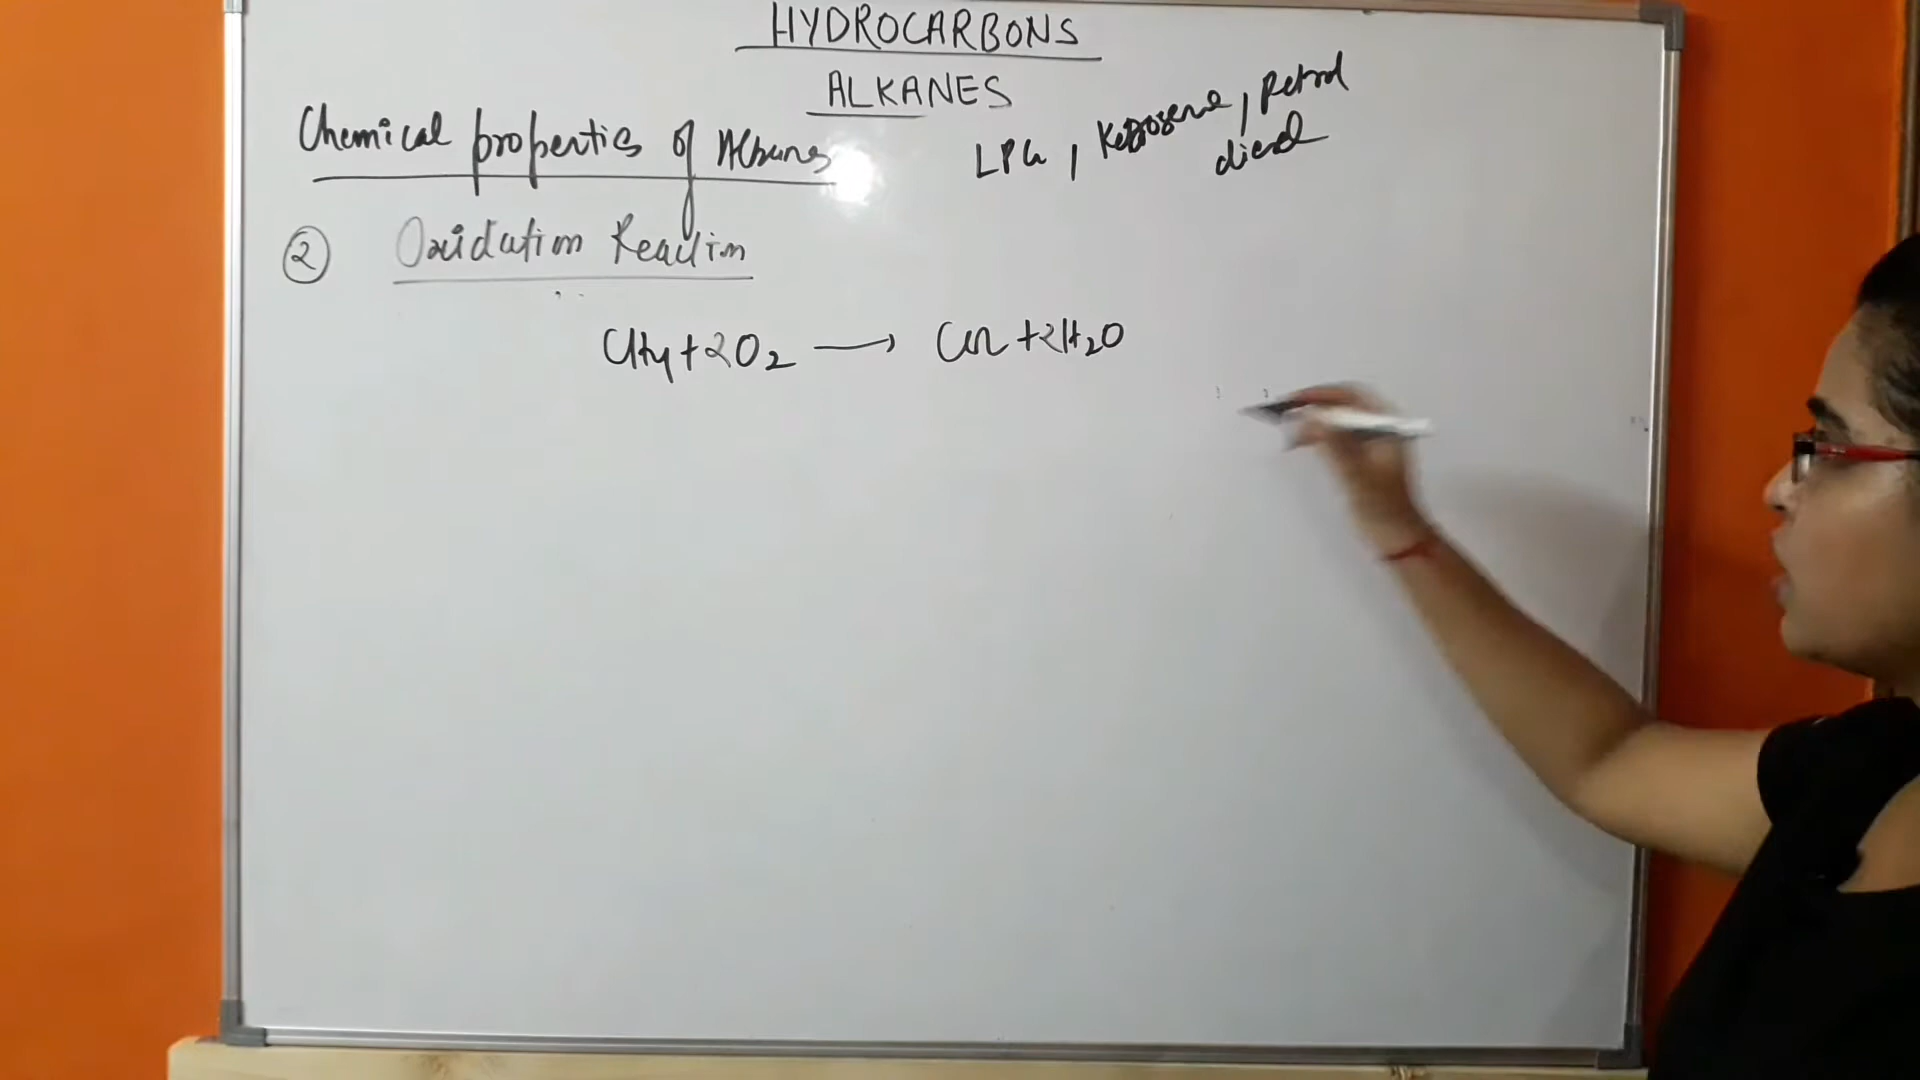 HYDROCARBONS
ALKANES
Chemical properties of Alkanes
LPG, Kerosene, Petrol
diesel
② Oxidation Reaction
CH4 + 2O2 ⟶ CO2 + 2H2O